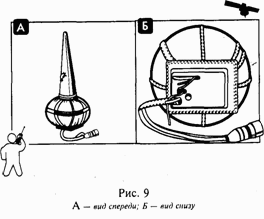 А
Б
Рис. 9
А — вид спереди; Б — вид снизу